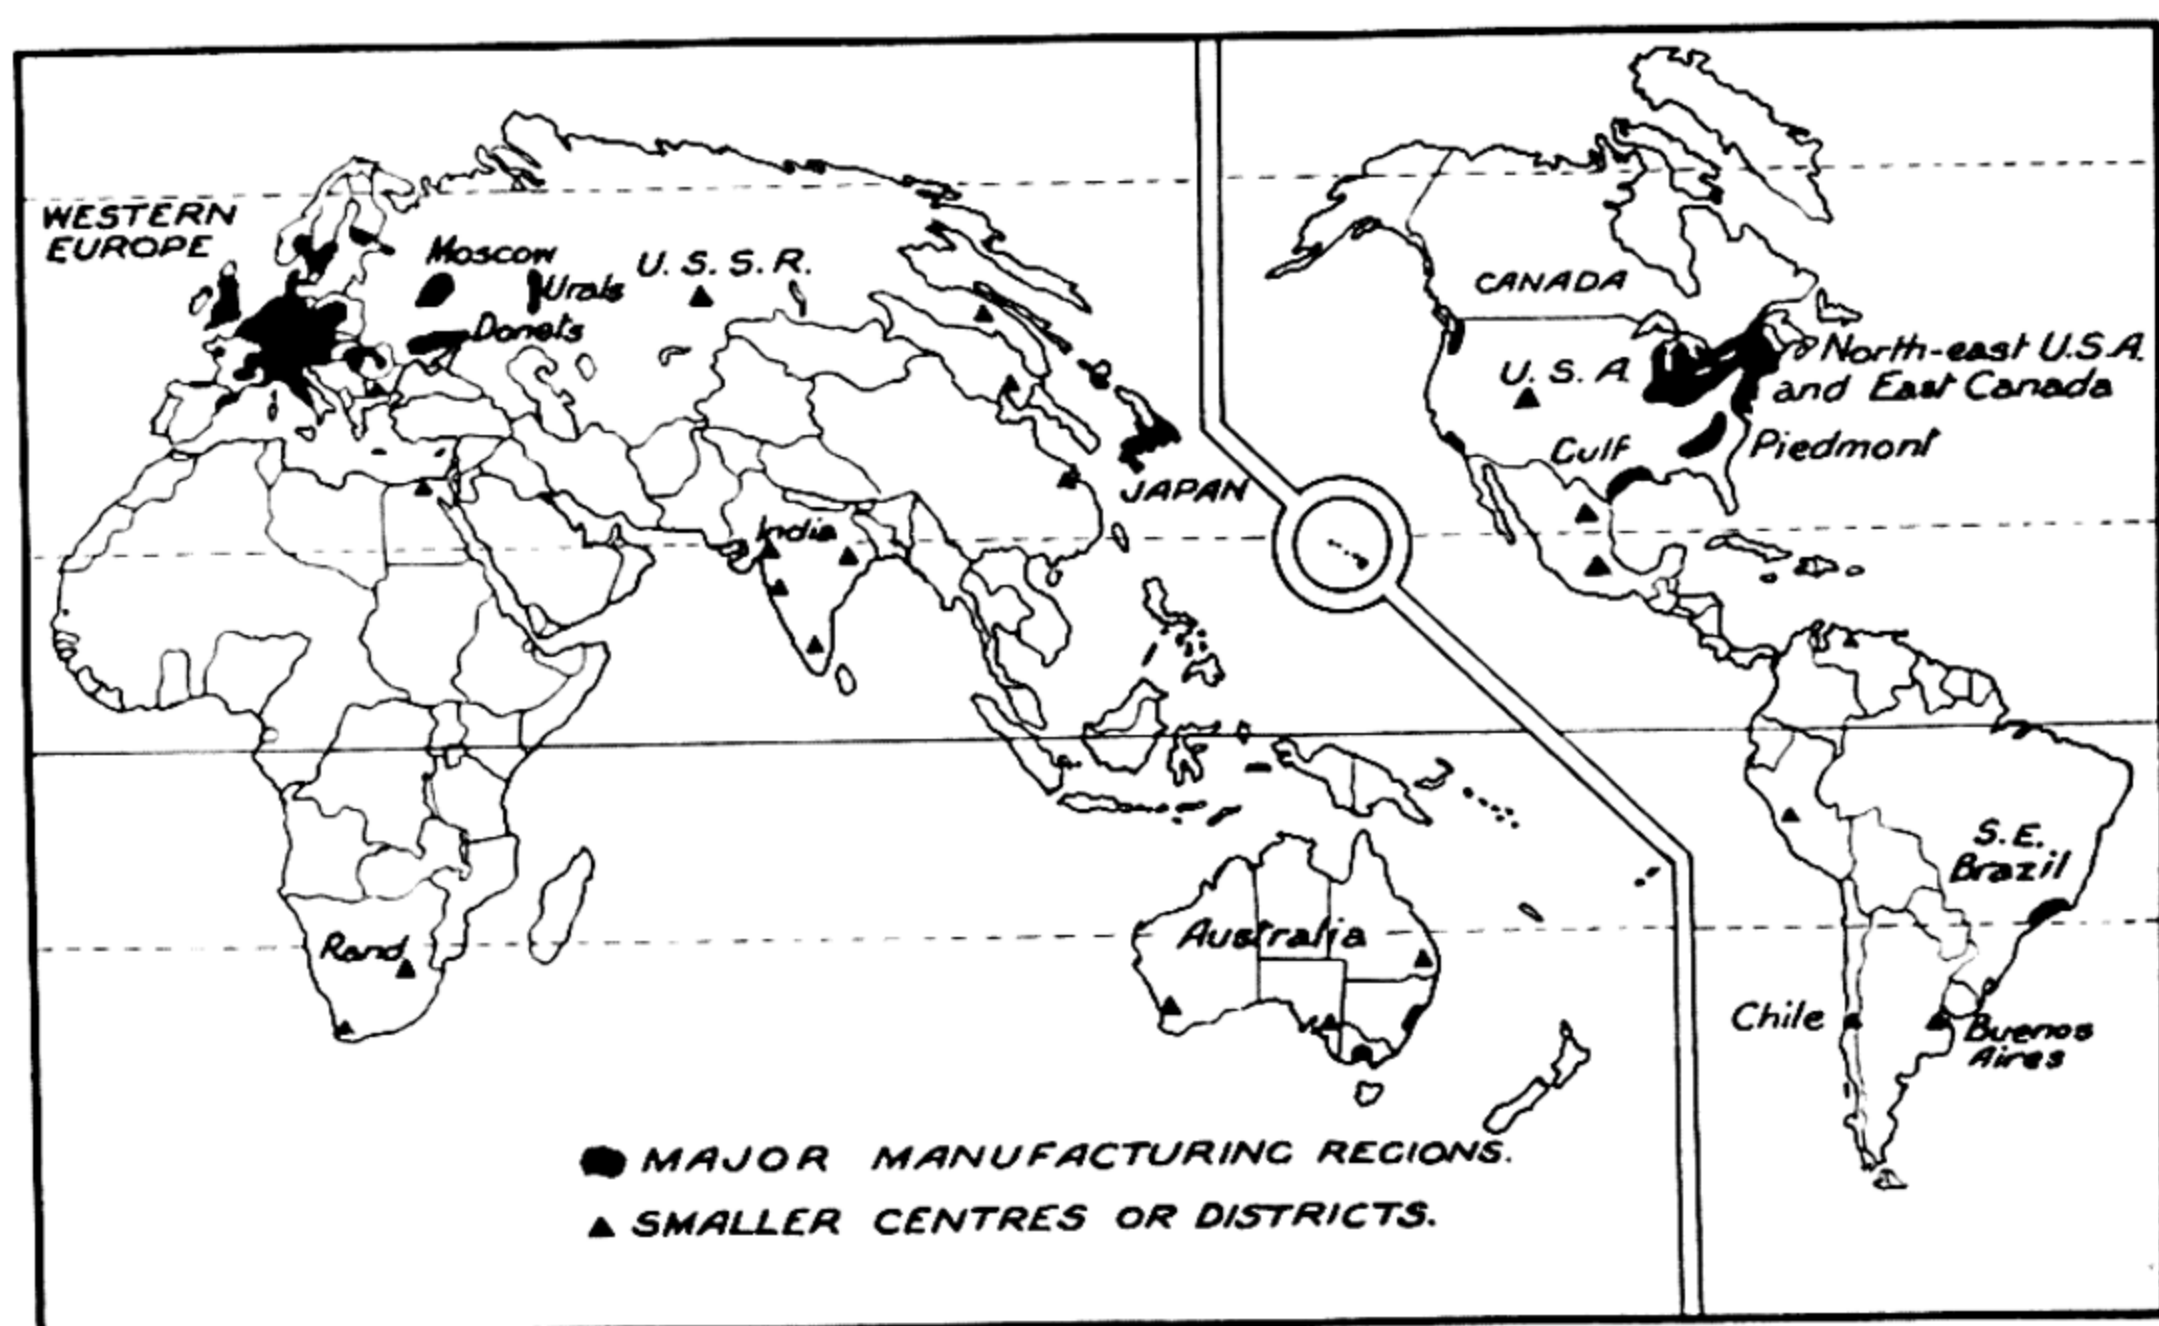 WESTERN
EUROPE
Moscow
Urals
U. S. S. R.
Donets
JAPAN
India
Rand
Australia
CANADA
U. S. A
North-east U.S.A.
and East Canada
Gulf
Piedmont
S. E.
Brazil
Chile
Buenos
Aires
MAJOR MANUFACTURING REGIONS.
SMALLER CENTRES OR DISTRICTS.